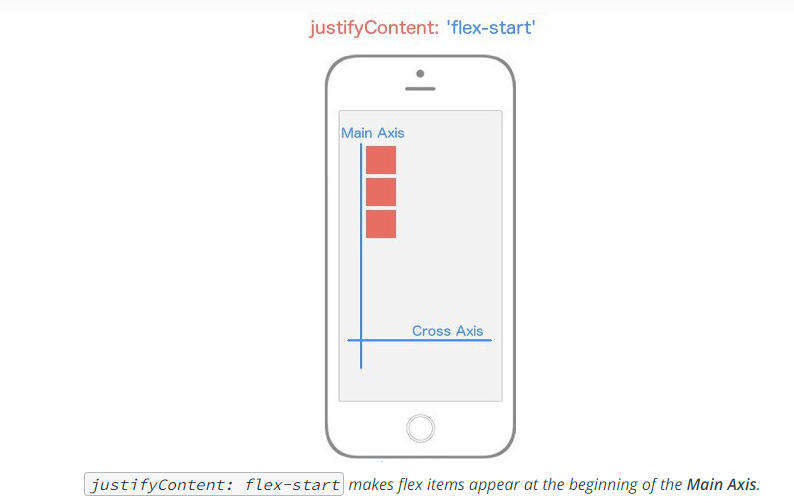 justifyContent: 'flex-start'
Main Axis
Cross Axis
justifyContent: flex-start makes flex items appear at the beginning of the Main Axis.